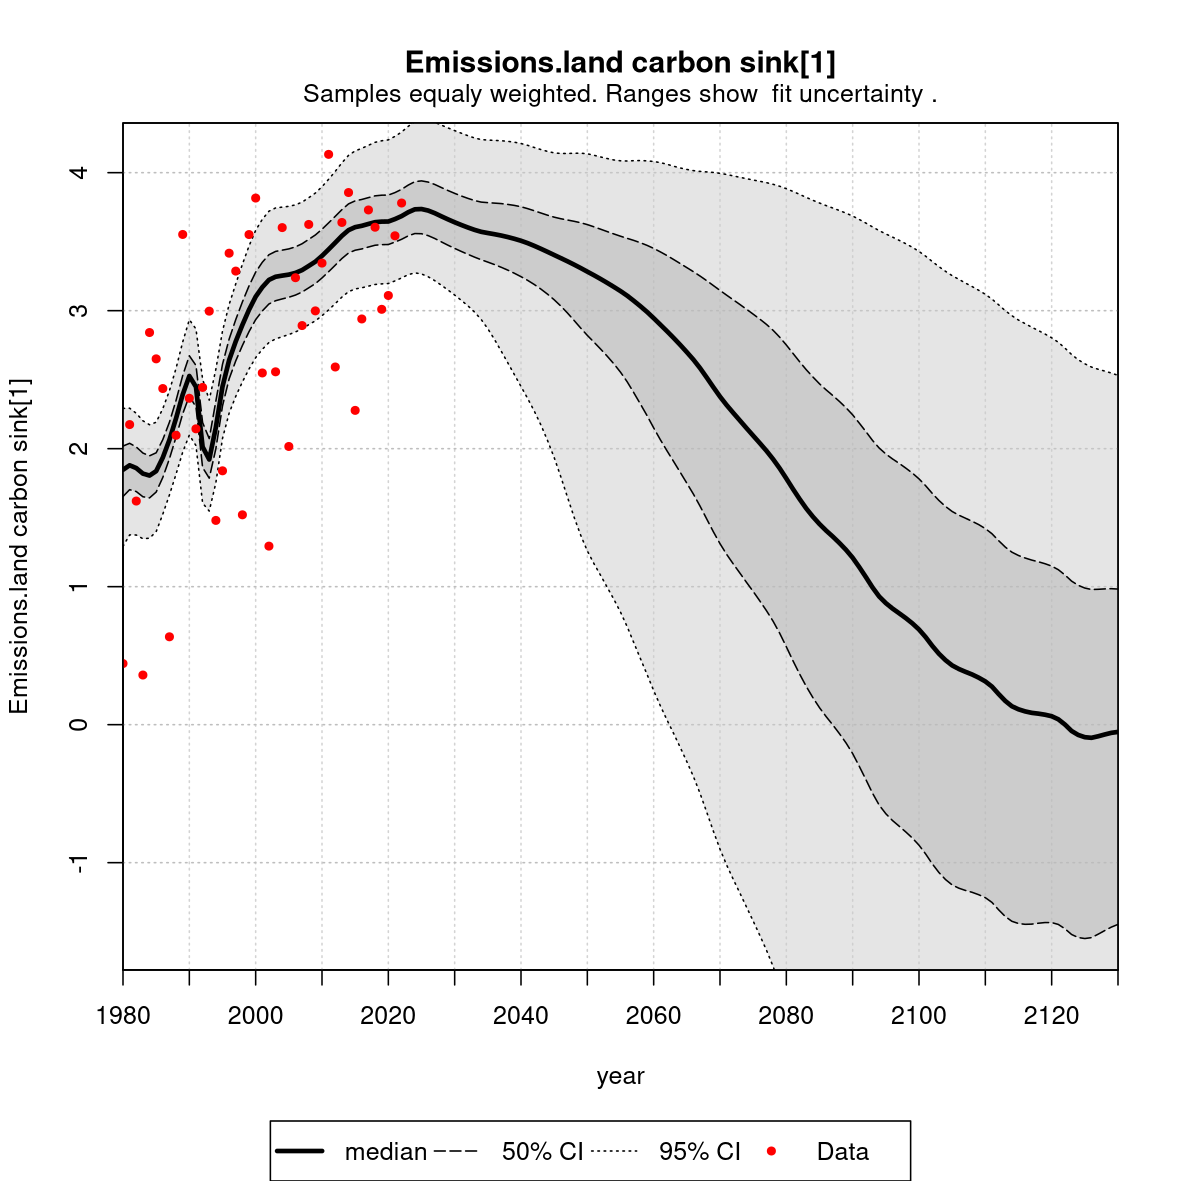 Emissions.land carbon sink[1]
Samples equaly weighted. Ranges show  fit uncertainty .
Emissions.land carbon sink[1]
4
3
2
1
0
-1
1980 2000 2020 2040 2060 2080 2100 2120
year
median 50% CI 95% CI Data